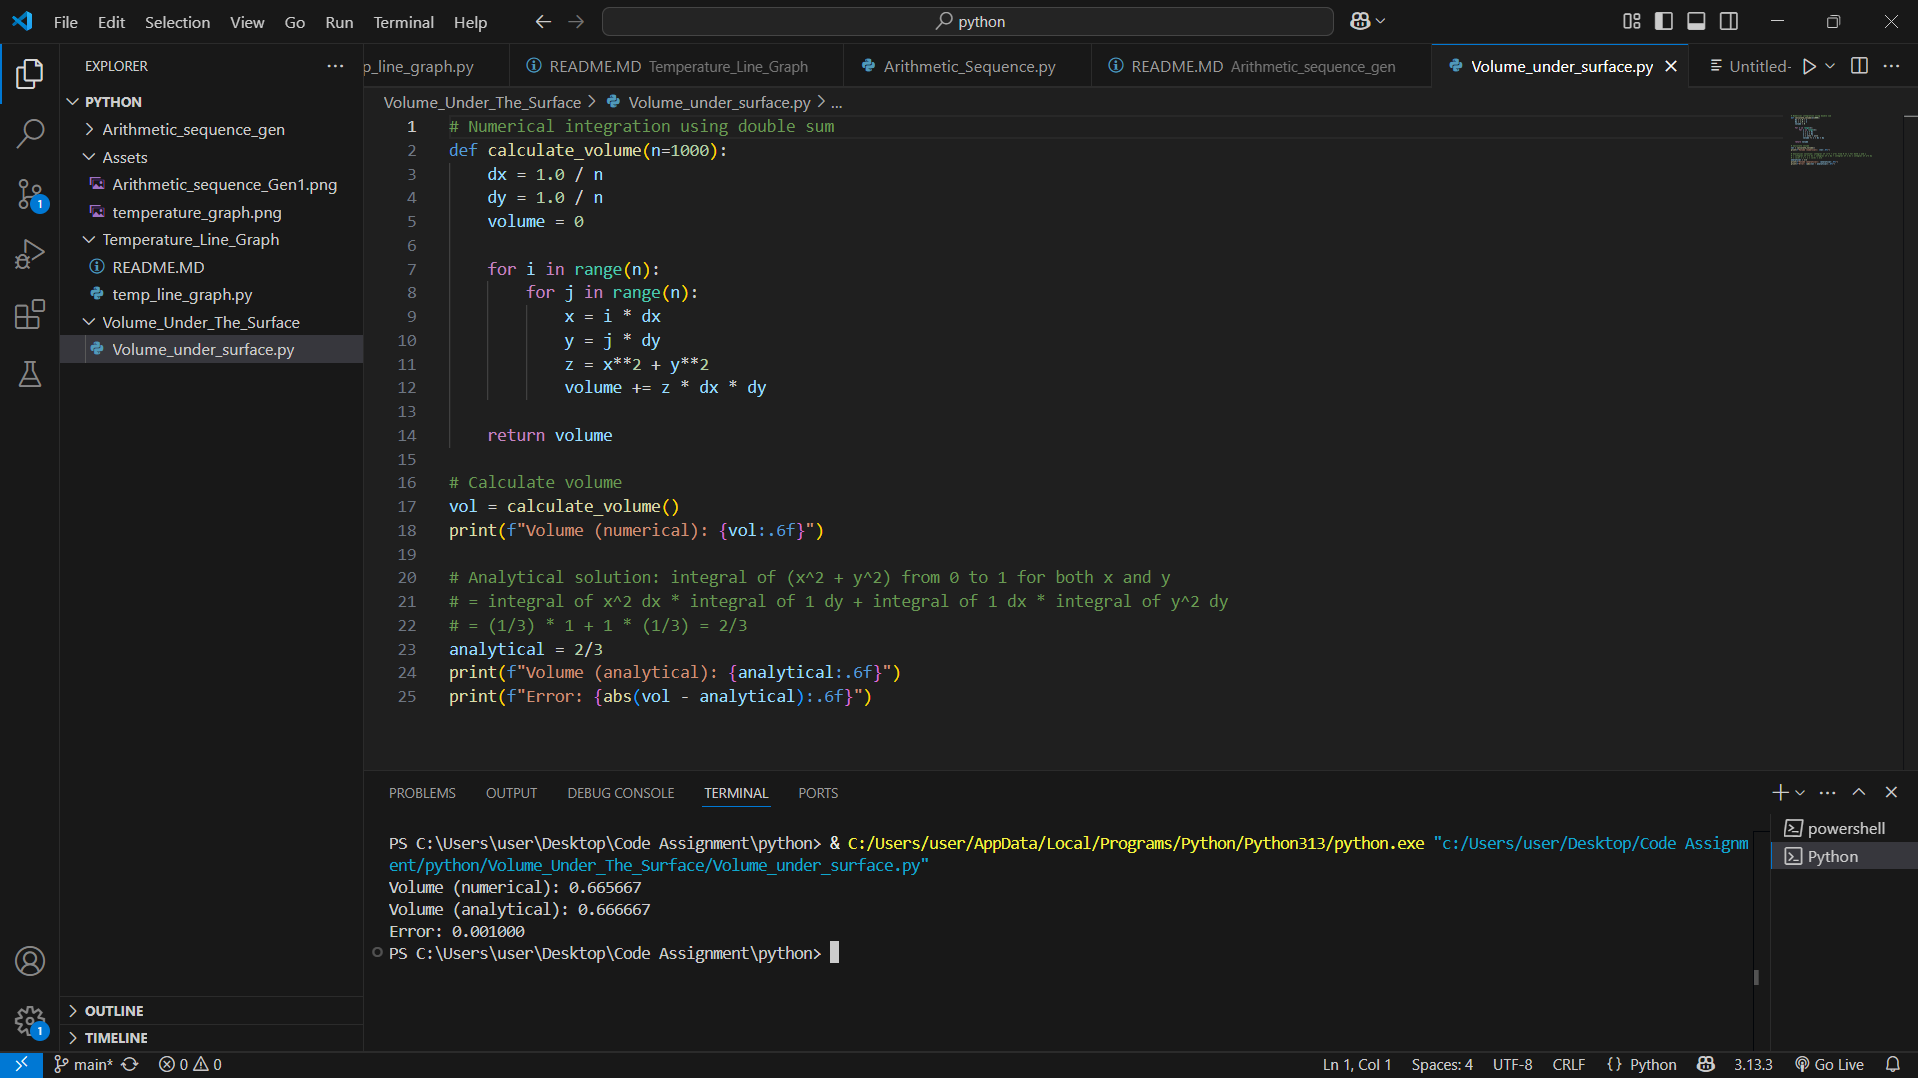 File Edit Selection View Go Run Terminal Help python
EXPLORER
PYTHON
Arithmetic_sequence_gen
Assets
Arithmetic_sequence_Gen1.png
temperature_graph.png
Temperature_Line_Graph
README.MD
temp_line_graph.py
Volume_Under_The_Surface
Volume_under_surface.py
OUTLINE
TIMELINE
p_line_graph.py README.MD Temperature_Line_Graph Arithmetic_Sequence.py README.MD Arithmetic_sequence_gen Volume_under_surface.py Untitled-
Volume_Under_The_Surface > Volume_under_surface.py > ...
1 # Numerical integration using double sum
2 def calculate_volume(n=1000):
3     dx = 1.0 / n
4     dy = 1.0 / n
5     volume = 0
6
7     for i in range(n):
8         for j in range(n):
9             x = i * dx
10             y = j * dy
11             z = x**2 + y**2
12             volume += z * dx * dy
13
14     return volume
15
16 # Calculate volume
17 vol = calculate_volume()
18 print(f"Volume (numerical): {vol:.6f}")
19
20 # Analytical solution: integral of (x^2 + y^2) from 0 to 1 for both x and y
21 # = integral of x^2 dx * integral of 1 dy + integral of 1 dx * integral of y^2 dy
22 # = (1/3) * 1 + 1 * (1/3) = 2/3
23 analytical = 2/3
24 print(f"Volume (analytical): {analytical:.6f}")
25 print(f"Error: {abs(vol - analytical):.6f}")
PROBLEMS OUTPUT DEBUG CONSOLE TERMINAL PORTS
PS C:\Users\user\Desktop\Code Assignment\python> & C:/Users/user/AppData/Local/Programs/Python/Python313/python.exe "c:/Users/user/Desktop/Code Assignm
ent/python/Volume_Under_The_Surface/Volume_under_surface.py"
Volume (numerical): 0.665667
Volume (analytical): 0.666667
Error: 0.001000
PS C:\Users\user\Desktop\Code Assignment\python>
powershell
Python
1
1
main* 0 0 Ln 1, Col 1 Spaces: 4 UTF-8 CRLF {} Python 3.13.3 Go Live